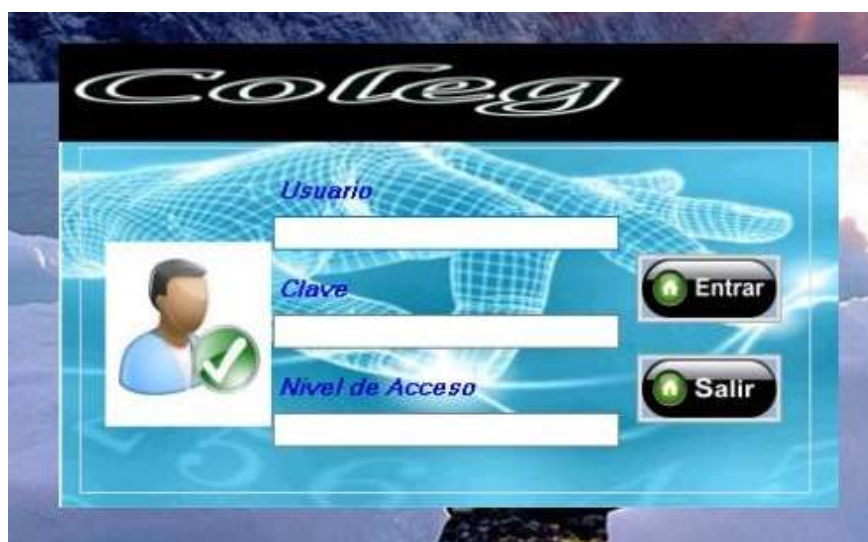 Coleg
Usuario
Clave
Entrar
Nivel de Acceso
Salir